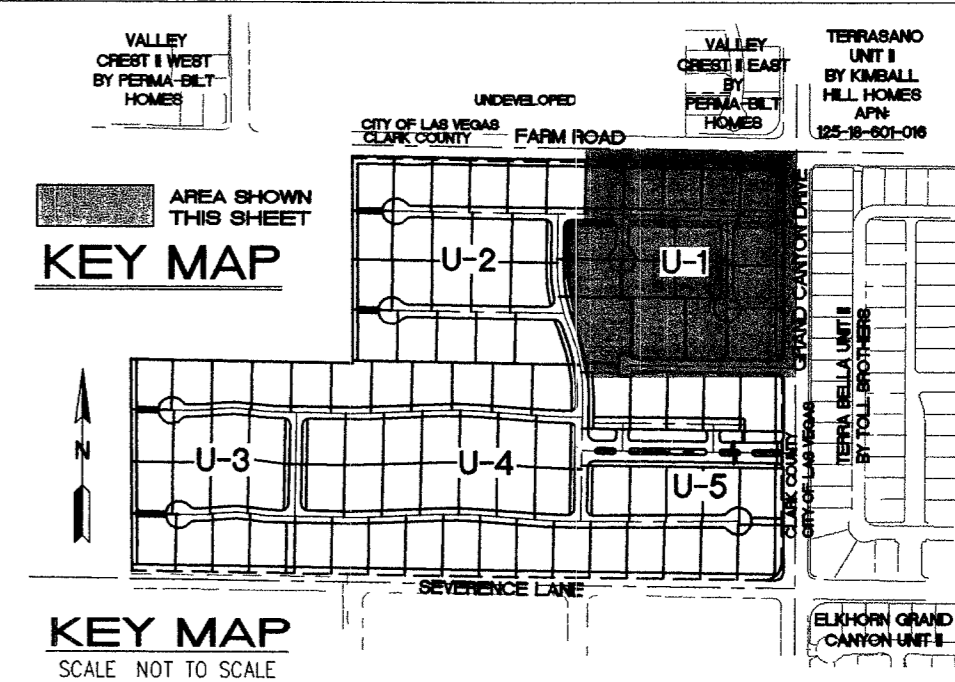 VALLEY
CREST II WEST
BY PERMA-BILT
HOMES
VALLEY
CREST II EAST
BY
PERMA-BILT
HOMES
TERRASANO
UNIT II
BY KIMBALL
HILL HOMES
APN:
125-18-601-016
UNDEVELOPED
CITY OF LAS VEGAS
CLARK COUNTY
FARM ROAD
AREA SHOWN
THIS SHEET
KEY MAP
U-2
U-1
GRAND CANYON DRIVE
TERRA BELLA UNIT II
BY TOLL BROTHERS
N
U-3
U-4
U-5
CLARK COUNTY
CITY OF LAS VEGAS
SEVERENCE LANE
KEY MAP
SCALE NOT TO SCALE
ELKHORN GRAND
CANYON UNIT II